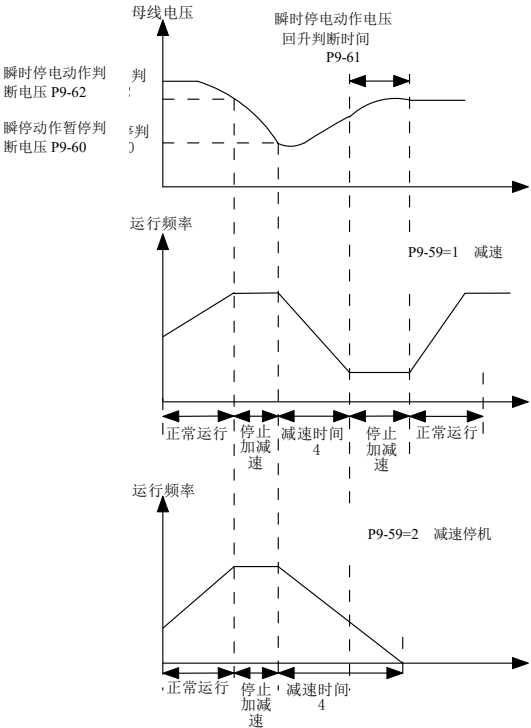 母线电压
瞬时停电动作电压
回升判断时间
P9-61
瞬时停电动作判
断电压 P9-62
判
瞬停动作暂停判
断电压 P9-60
判
运行频率
P9-59=1 减速
正常运行
停止
加减
速
减速时间
4
停止
加减
速
正常运行
运行频率
P9-59=2 减速停机
正常运行
停止
加减
速
减速时间
4